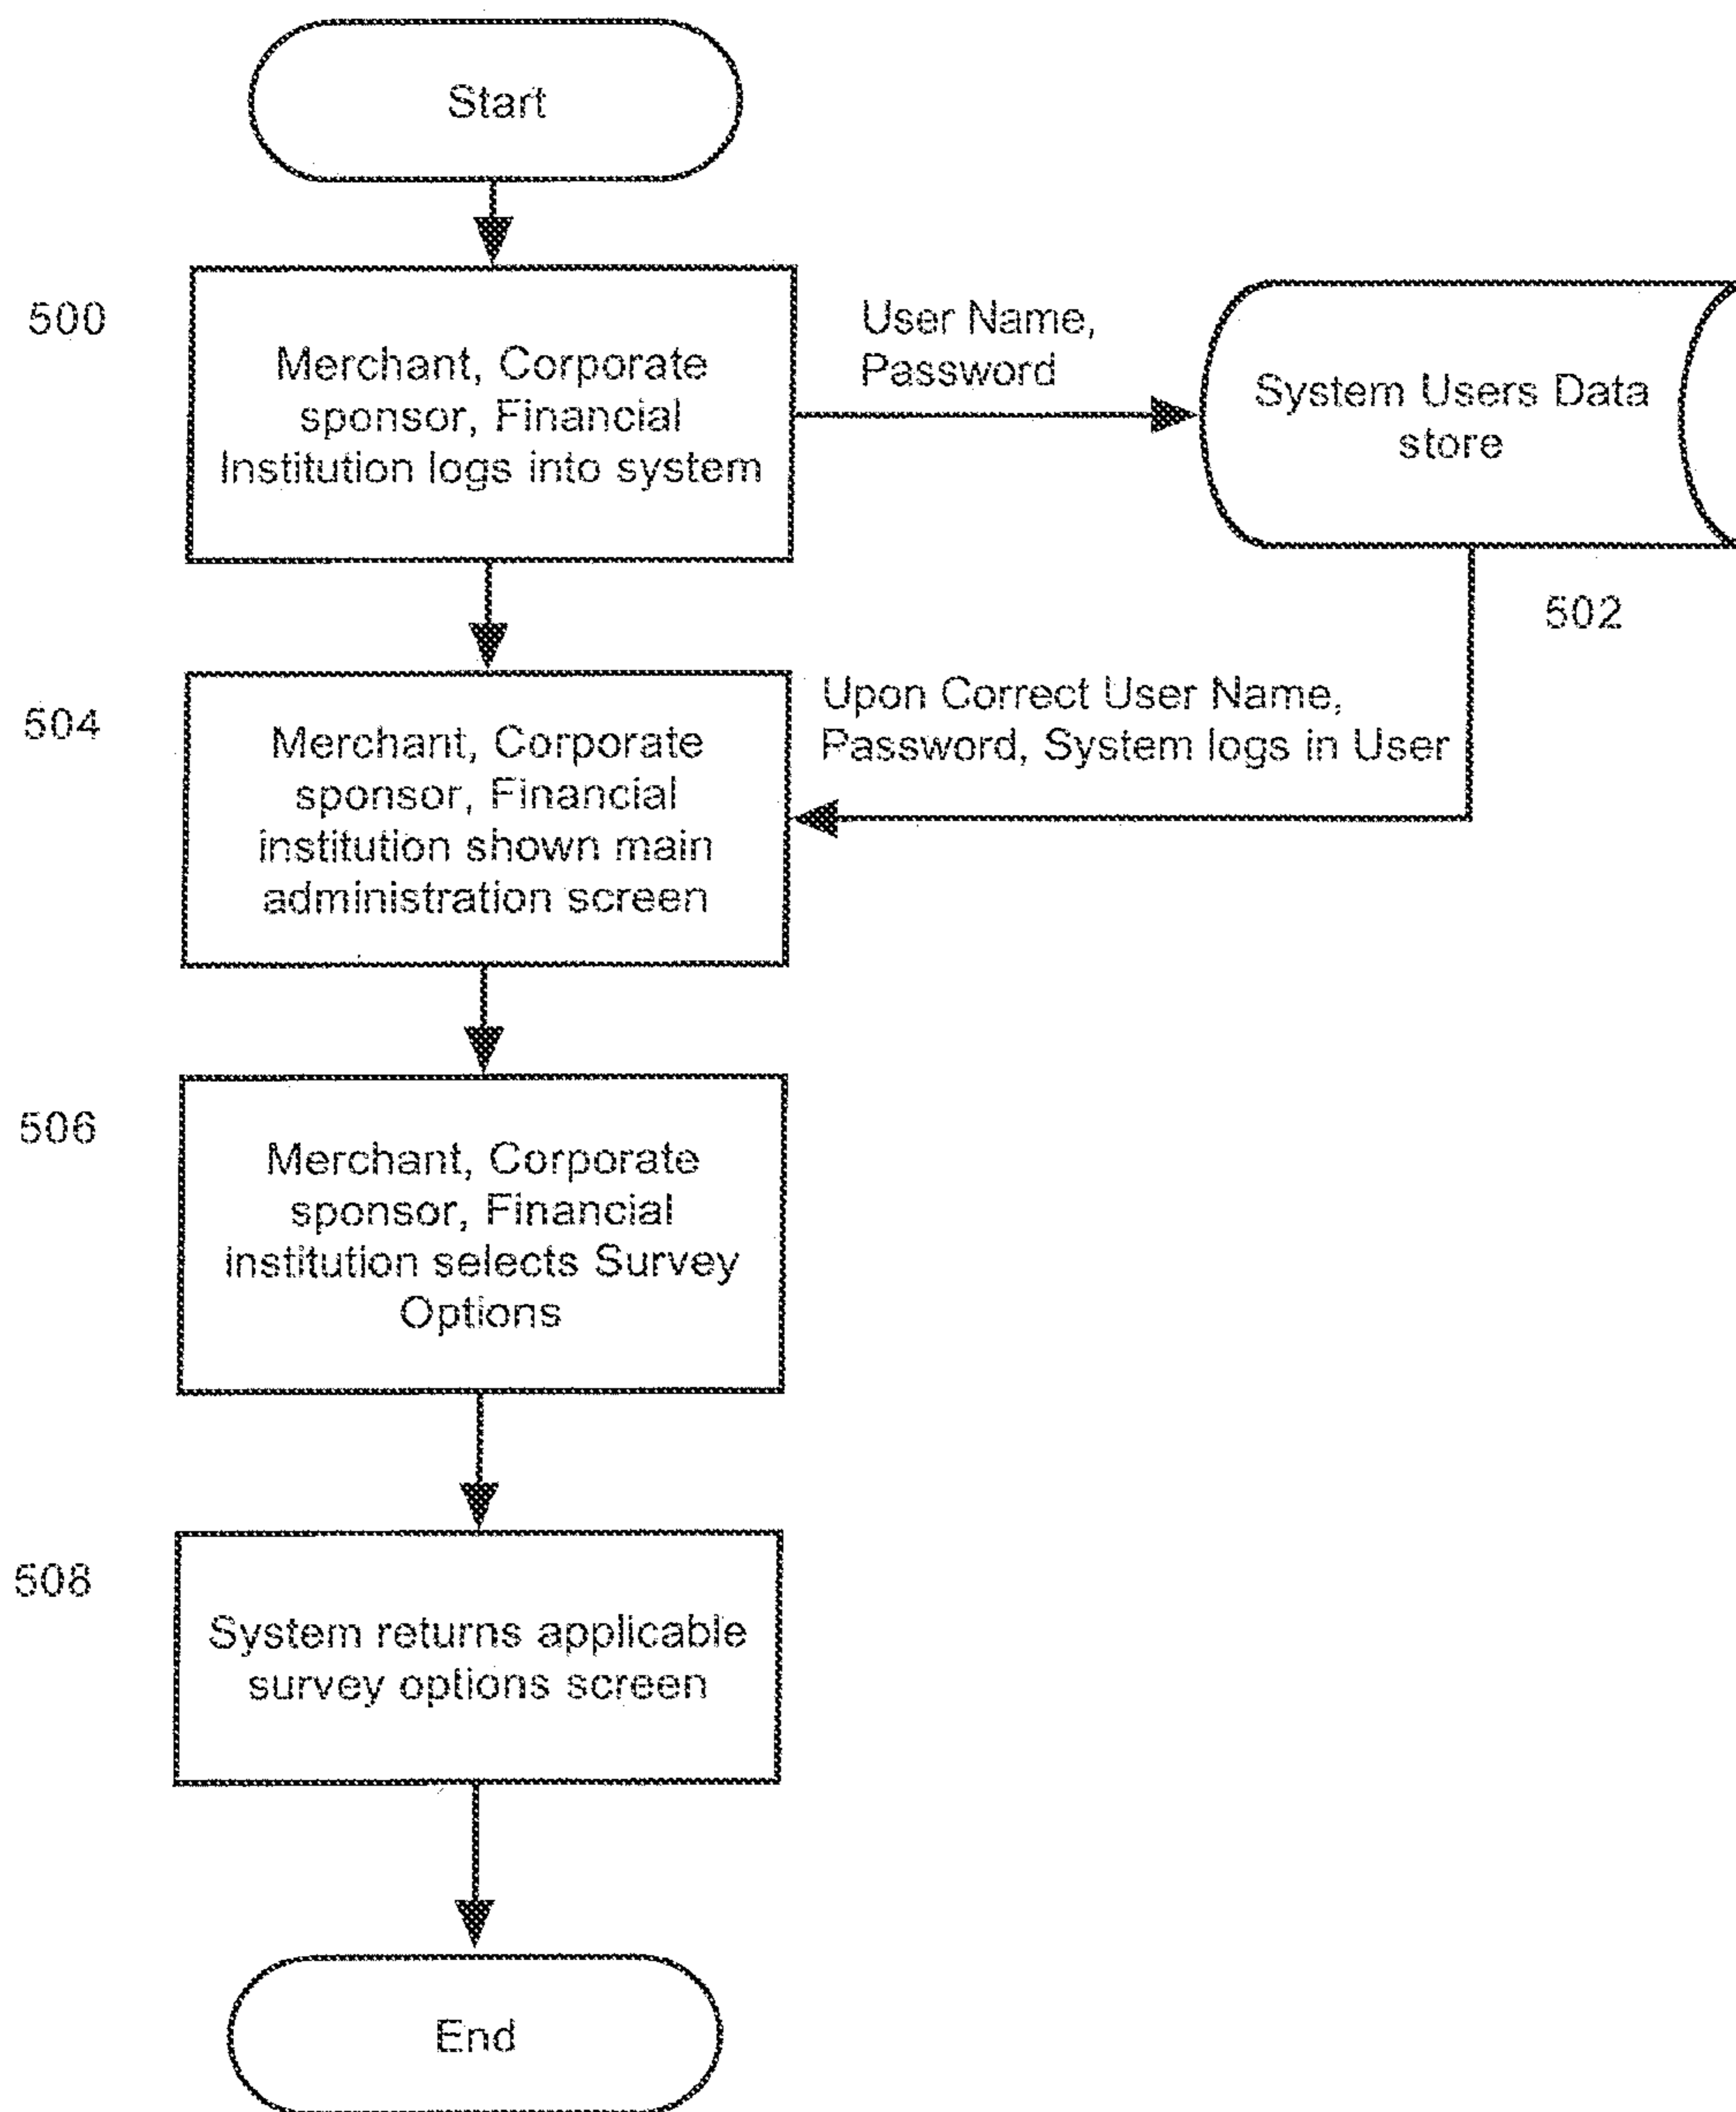 Start
500
Merchant, Corporate
sponsor, Financial
Institution logs into system
User Name,
Password
System Users Data
store
502
504
Merchant, Corporate
sponsor, Financial
institution shown main
administration screen
Upon Correct User Name,
Password, System logs in User
506
Merchant, Corporate
sponsor, Financial
institution selects Survey
Options
508
System returns applicable
survey options screen
End